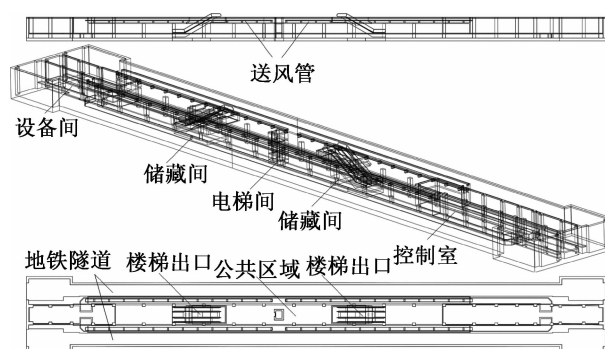 送风管
设备间
储藏间
电梯间
储藏间
控制室
地铁隧道
楼梯出口
公共区域
楼梯出口